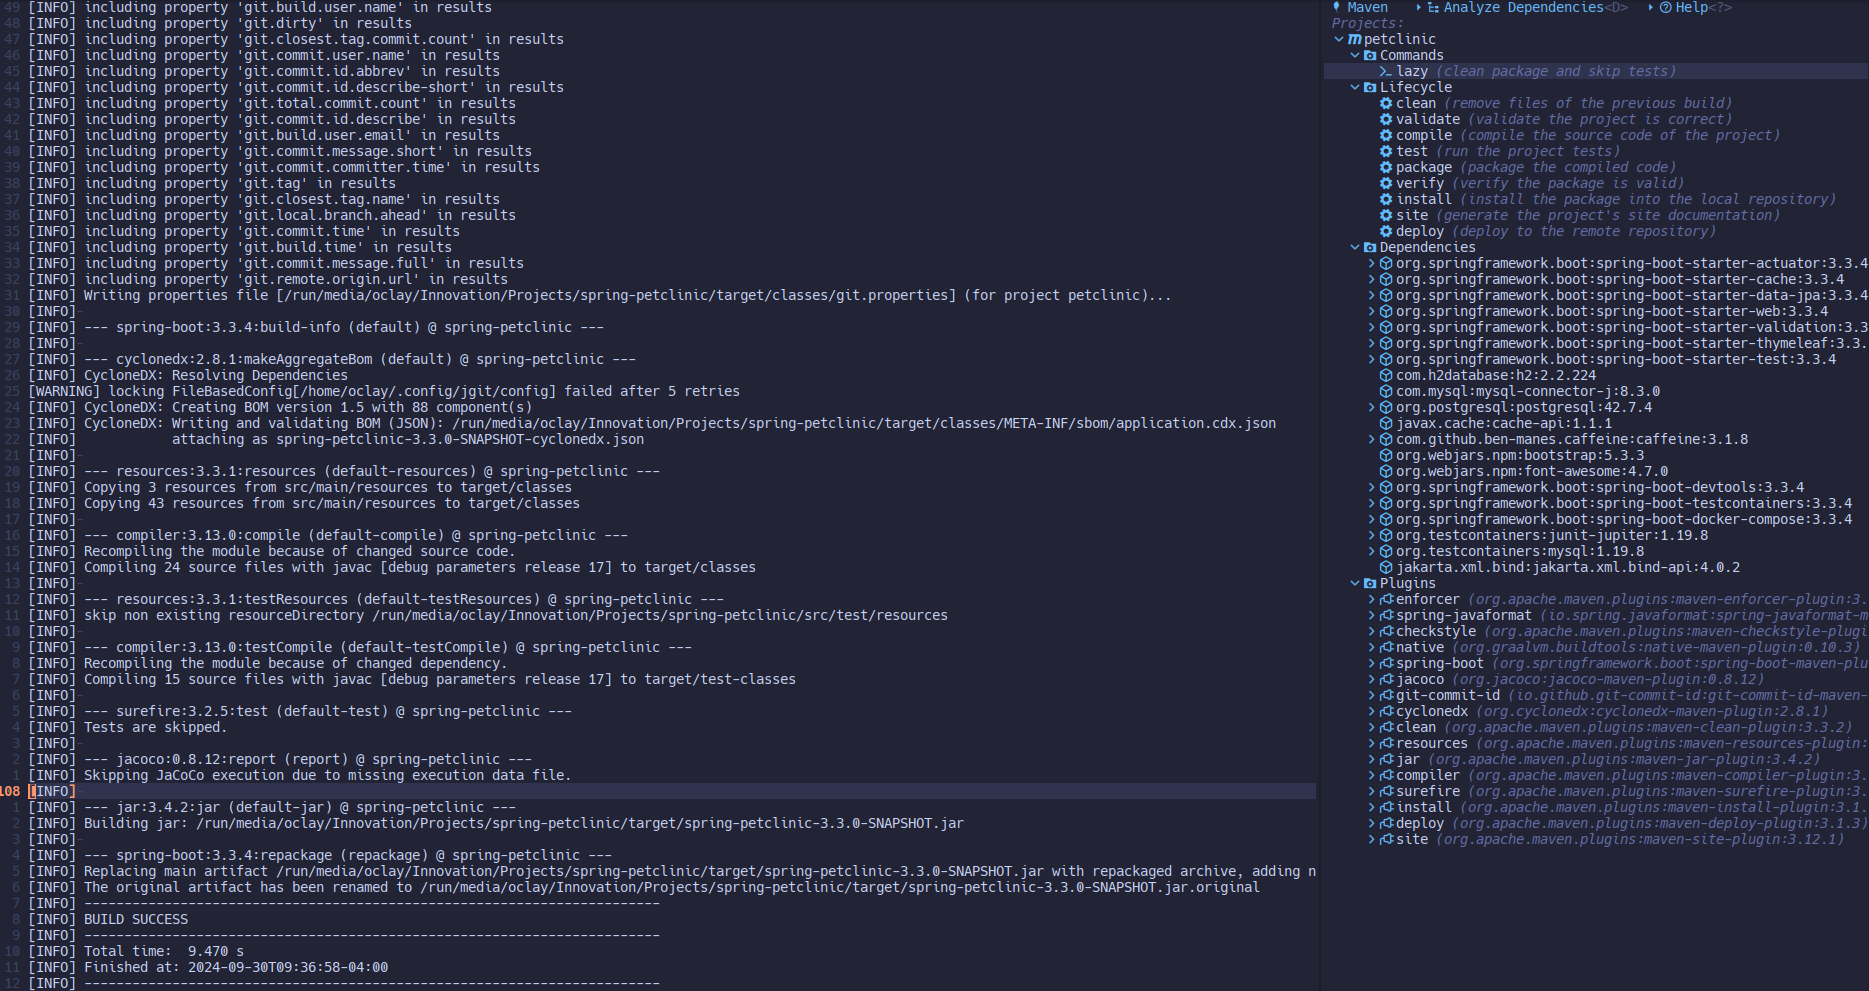 49 [INFO] including property 'git.build.user.name' in results
48 [INFO] including property 'git.dirty' in results
47 [INFO] including property 'git.closest.tag.commit.count' in results
46 [INFO] including property 'git.commit.user.name' in results
45 [INFO] including property 'git.commit.id.abbrev' in results
44 [INFO] including property 'git.commit.id.describe-short' in results
43 [INFO] including property 'git.total.commit.count' in results
42 [INFO] including property 'git.commit.id.describe' in results
41 [INFO] including property 'git.build.user.email' in results
40 [INFO] including property 'git.commit.message.short' in results
39 [INFO] including property 'git.commit.committer.time' in results
38 [INFO] including property 'git.tag' in results
37 [INFO] including property 'git.closest.tag.name' in results
36 [INFO] including property 'git.local.branch.ahead' in results
35 [INFO] including property 'git.commit.time' in results
34 [INFO] including property 'git.build.time' in results
33 [INFO] including property 'git.commit.message.full' in results
32 [INFO] including property 'git.remote.origin.url' in results
31 [INFO] Writing properties file [/run/media/oclay/Innovation/Projects/spring-petclinic/target/classes/git.properties] (for project petclinic)...
30 [INFO]-
29 [INFO] --- spring-boot:3.3.4:build-info (default) @ spring-petclinic ---
28 [INFO]-
27 [INFO] --- cyclonedx:2.8.1:makeAggregateBom (default) @ spring-petclinic ---
26 [INFO] CycloneDX: Resolving Dependencies
25 [WARNING] locking FileBasedConfig[/home/oclay/.config/jgit/config] failed after 5 retries
24 [INFO] CycloneDX: Creating BOM version 1.5 with 88 component(s)
23 [INFO] CycloneDX: Writing and validating BOM (JSON): /run/media/oclay/Innovation/Projects/spring-petclinic/target/classes/META-INF/sbom/application.cdx.json
22 [INFO]            attaching as spring-petclinic-3.3.0-SNAPSHOT-cyclonedx.json
21 [INFO]-
20 [INFO] --- resources:3.3.1:resources (default-resources) @ spring-petclinic ---
19 [INFO] Copying 3 resources from src/main/resources to target/classes
18 [INFO] Copying 43 resources from src/main/resources to target/classes
17 [INFO]-
16 [INFO] --- compiler:3.13.0:compile (default-compile) @ spring-petclinic ---
15 [INFO] Recompiling the module because of changed source code.
14 [INFO] Compiling 24 source files with javac [debug parameters release 17] to target/classes
13 [INFO]-
12 [INFO] --- resources:3.3.1:testResources (default-testResources) @ spring-petclinic ---
11 [INFO] skip non existing resourceDirectory /run/media/oclay/Innovation/Projects/spring-petclinic/src/test/resources
10 [INFO]-
9 [INFO] --- compiler:3.13.0:testCompile (default-testCompile) @ spring-petclinic ---
8 [INFO] Recompiling the module because of changed dependency.
7 [INFO] Compiling 15 source files with javac [debug parameters release 17] to target/test-classes
6 [INFO]-
5 [INFO] --- surefire:3.2.5:test (default-test) @ spring-petclinic ---
4 [INFO] Tests are skipped.
3 [INFO]-
2 [INFO] --- jacoco:0.8.12:report (report) @ spring-petclinic ---
1 [INFO] Skipping JaCoCo execution due to missing execution data file.
108 [INFO]-
1 [INFO] --- jar:3.4.2:jar (default-jar) @ spring-petclinic ---
2 [INFO] Building jar: /run/media/oclay/Innovation/Projects/spring-petclinic/target/spring-petclinic-3.3.0-SNAPSHOT.jar
3 [INFO]-
4 [INFO] --- spring-boot:3.3.4:repackage (repackage) @ spring-petclinic ---
5 [INFO] Replacing main artifact /run/media/oclay/Innovation/Projects/spring-petclinic/target/spring-petclinic-3.3.0-SNAPSHOT.jar with repackaged archive, adding n
6 [INFO] The original artifact has been renamed to /run/media/oclay/Innovation/Projects/spring-petclinic/target/spring-petclinic-3.3.0-SNAPSHOT.jar.original
7 [INFO] ------------------------------------------------------------------------
8 [INFO] BUILD SUCCESS
9 [INFO] ------------------------------------------------------------------------
10 [INFO] Total time:  9.470 s
11 [INFO] Finished at: 2024-09-30T09:36:58-04:00
12 [INFO] ------------------------------------------------------------------------
Maven Analyze Dependencies<D> Help<?>
Projects:
petclinic
Commands
lazy (clean package and skip tests)
Lifecycle
clean (remove files of the previous build)
validate (validate the project is correct)
compile (compile the source code of the project)
test (run the project tests)
package (package the compiled code)
verify (verify the package is valid)
install (install the package into the local repository)
site (generate the project's site documentation)
deploy (deploy to the remote repository)
Dependencies
org.springframework.boot:spring-boot-starter-actuator:3.3.4
org.springframework.boot:spring-boot-starter-cache:3.3.4
org.springframework.boot:spring-boot-starter-data-jpa:3.3.4
org.springframework.boot:spring-boot-starter-web:3.3.4
org.springframework.boot:spring-boot-starter-validation:3.3
org.springframework.boot:spring-boot-starter-thymeleaf:3.3.
org.springframework.boot:spring-boot-starter-test:3.3.4
com.h2database:h2:2.2.224
com.mysql:mysql-connector-j:8.3.0
org.postgresql:postgresql:42.7.4
javax.cache:cache-api:1.1.1
com.github.ben-manes.caffeine:caffeine:3.1.8
org.webjars.npm:bootstrap:5.3.3
org.webjars.npm:font-awesome:4.7.0
org.springframework.boot:spring-boot-devtools:3.3.4
org.springframework.boot:spring-boot-testcontainers:3.3.4
org.springframework.boot:spring-boot-docker-compose:3.3.4
org.testcontainers:junit-jupiter:1.19.8
org.testcontainers:mysql:1.19.8
jakarta.xml.bind:jakarta.xml.bind-api:4.0.2
Plugins
enforcer (org.apache.maven.plugins:maven-enforcer-plugin:3.
spring-javaformat (io.spring.javaformat:spring-javaformat-m
checkstyle (org.apache.maven.plugins:maven-checkstyle-plugi
native (org.graalvm.buildtools:native-maven-plugin:0.10.3)
spring-boot (org.springframework.boot:spring-boot-maven-plu
jacoco (org.jacoco:jacoco-maven-plugin:0.8.12)
git-commit-id (io.github.git-commit-id:git-commit-id-maven-
cyclonedx (org.cyclonedx:cyclonedx-maven-plugin:2.8.1)
clean (org.apache.maven.plugins:maven-clean-plugin:3.3.2)
resources (org.apache.maven.plugins:maven-resources-plugin:
jar (org.apache.maven.plugins:maven-jar-plugin:3.4.2)
compiler (org.apache.maven.plugins:maven-compiler-plugin:3.
surefire (org.apache.maven.plugins:maven-surefire-plugin:3.
install (org.apache.maven.plugins:maven-install-plugin:3.1.
deploy (org.apache.maven.plugins:maven-deploy-plugin:3.1.3)
site (org.apache.maven.plugins:maven-site-plugin:3.12.1)